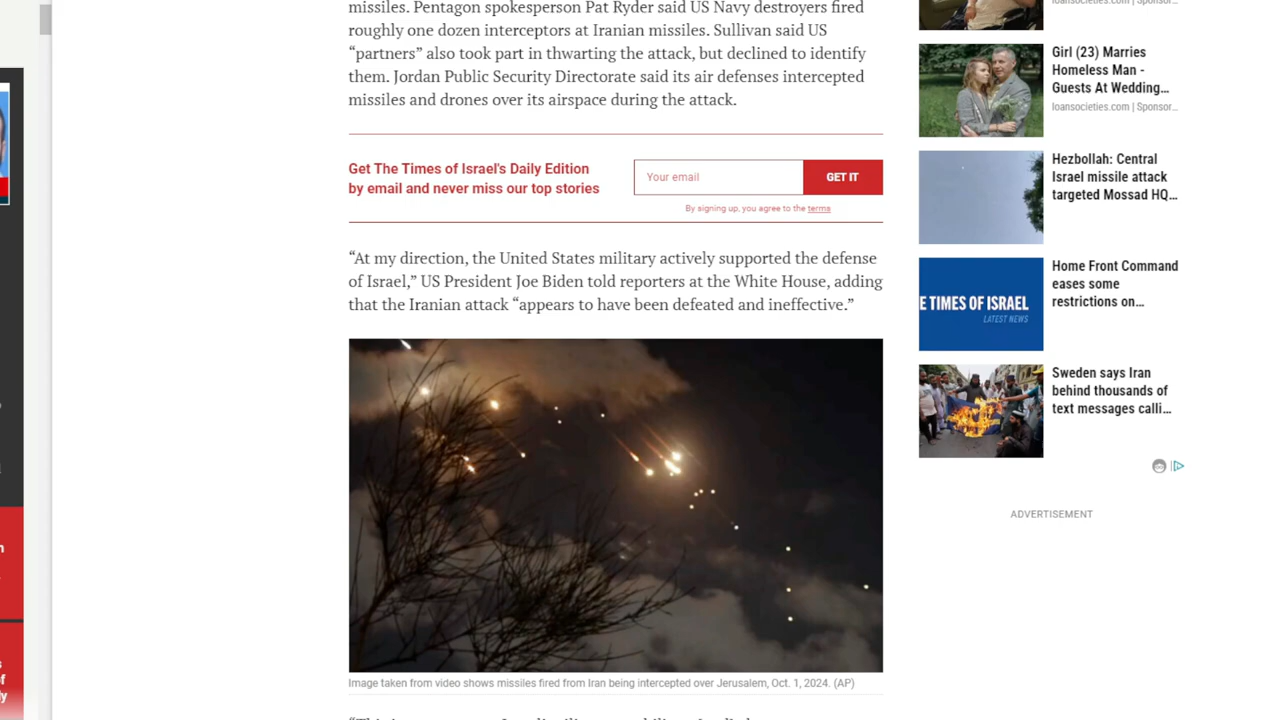 missiles. Pentagon spokesperson Pat Ryder said US Navy destroyers fired
roughly one dozen interceptors at Iranian missiles. Sullivan said US
“partners” also took part in thwarting the attack, but declined to identify
them. Jordan Public Security Directorate said its air defenses intercepted
missiles and drones over its airspace during the attack.
Get The Times of Israel's Daily Edition
by email and never miss our top stories
Your email
GET IT
By signing up, you agree to the terms
“At my direction, the United States military actively supported the defense
of Israel,” US President Joe Biden told reporters at the White House, adding
that the Iranian attack “appears to have been defeated and ineffective.”
Image taken from video shows missiles fired from Iran being intercepted over Jerusalem, Oct. 1, 2024. (AP)
loansocieties.com | Sponsor...
Girl (23) Marries
Homeless Man -
Guests At Wedding...
loansocieties.com | Sponsor...
Hezbollah: Central
Israel missile attack
targeted Mossad HQ...
E TIMES OF ISRAEL
LATEST NEWS
Home Front Command
eases some
restrictions on...
Sweden says Iran
behind thousands of
text messages calli...
ADVERTISEMENT